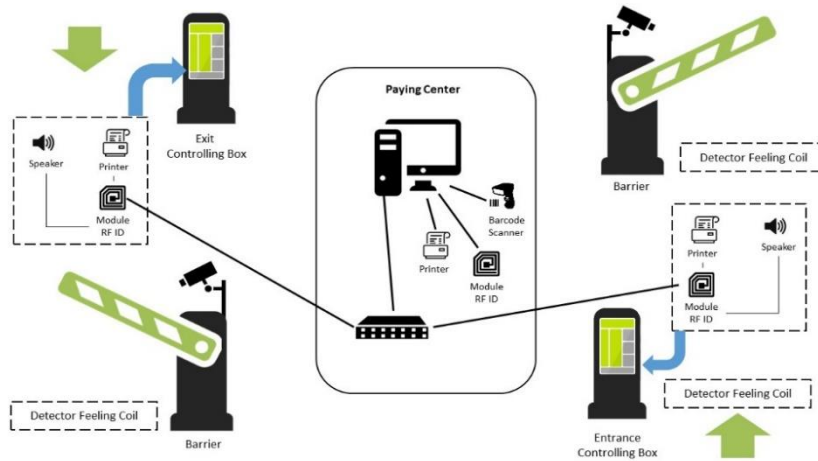 Exit
Controlling Box
Speaker
Printer
Module
RF ID
Detector Feeling Coil
Barrier
Paying Center
Barcode
Scanner
Printer
Module
RF ID
Barrier
Detector Feeling Coil
Printer
Speaker
Module
RF ID
Entrance
Controlling Box
Detector Feeling Coil